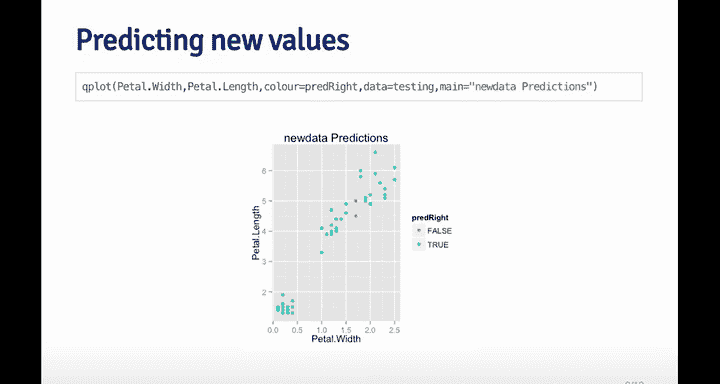 Predicting new values
qplot(Petal.Width,Petal.Length,colour=predRight,data=testing,main="newdata Predictions")
newdata Predictions
6
5
4
3
2
Petal.Length
0.0 0.5 1.0 1.5 2.0 2.5
Petal.Width
predRight
FALSE
TRUE